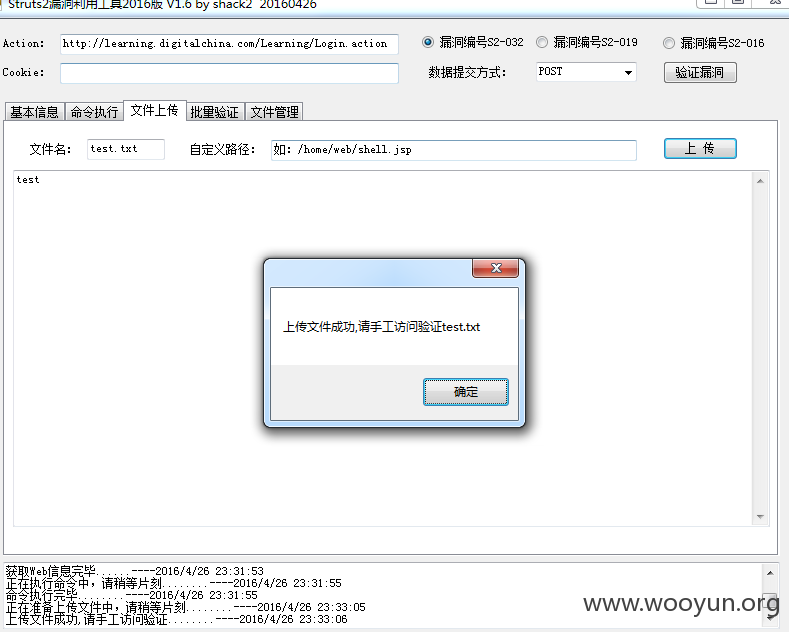 Struts2漏洞利用工具2016版 V1.6 by shack2 20160426
Action: http://learning.digitalchina.com/Learning/Login.action 漏洞编号S2-032 漏洞编号S2-019 漏洞编号S2-016
Cookie: 数据提交方式: POST 验证漏洞
基本信息 命令执行 文件上传 批量验证 文件管理
文件名: test.txt 自定义路径: 如: /home/web/shell.jsp 上 传
test
上传文件成功,请手工访问验证test.txt
确定
获取Web信息完毕......----2016/4/26 23:31:53
正在执行命令中，请稍等片刻........----2016/4/26 23:31:55
命令执行完毕........----2016/4/26 23:31:55
正在准备上传文件中，请稍等片刻........----2016/4/26 23:33:05
上传文件成功,请手工访问验证........----2016/4/26 23:33:06
www.wooyun.org